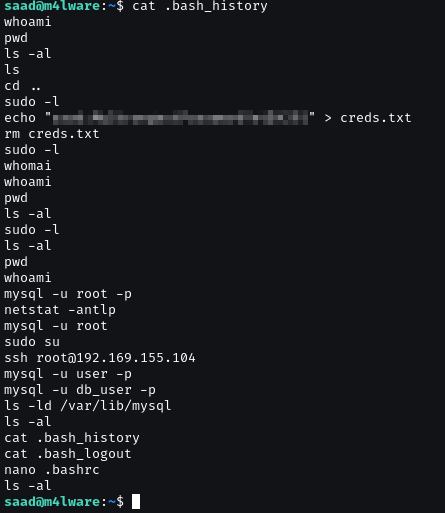 saad@m4lware:~$ cat .bash_history
whoami
pwd
ls -al
ls
cd ..
sudo -l
echo "" > creds.txt
rm creds.txt
sudo -l
whomai
whoami
pwd
ls -al
sudo -l
ls -al
pwd
whoami
mysql -u root -p
netstat -antlp
mysql -u root
sudo su
ssh root@192.169.155.104
mysql -u user -p
mysql -u db_user -p
ls -ld /var/lib/mysql
ls -al
cat .bash_history
cat .bash_logout
nano .bashrc
ls -al
saad@m4lware:~$